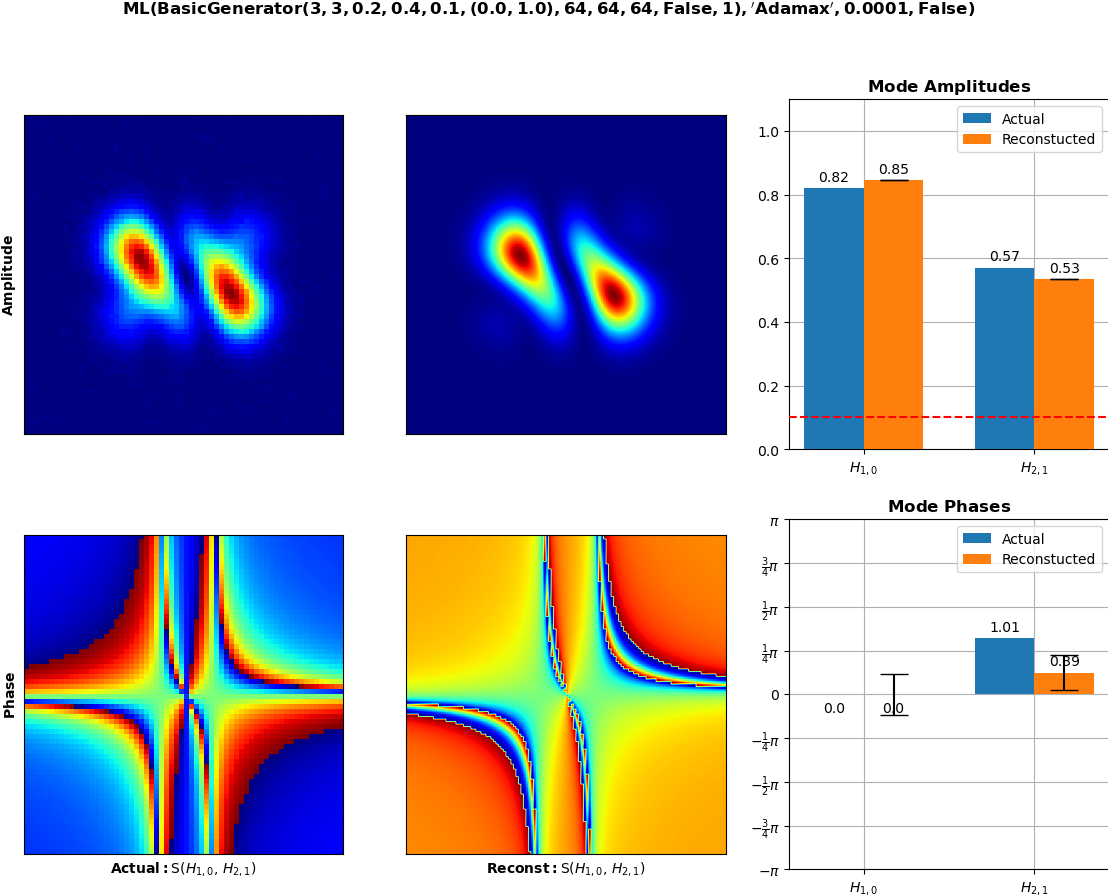 ML(BasicGenerator(3, 3, 0.2, 0.4, 0.1, (0.0, 1.0), 64, 64, 64, False, 1), ′Adamax′, 0.0001, False)
Amplitude
Mode Amplitudes
Actual
Reconstucted
1.0
0.8
0.6
0.4
0.2
0.0
0.82
0.85
0.57
0.53
H1,0
H2,1
Phase
Actual: S(H1,0, H2,1)
Reconst: S(H1,0, H2,1)
Mode Phases
Actual
Reconstucted
π
3/4π
1/2π
1/4π
0
−1/4π
−1/2π
−3/4π
−π
0.0
0.0
1.01
0.39
H1,0
H2,1